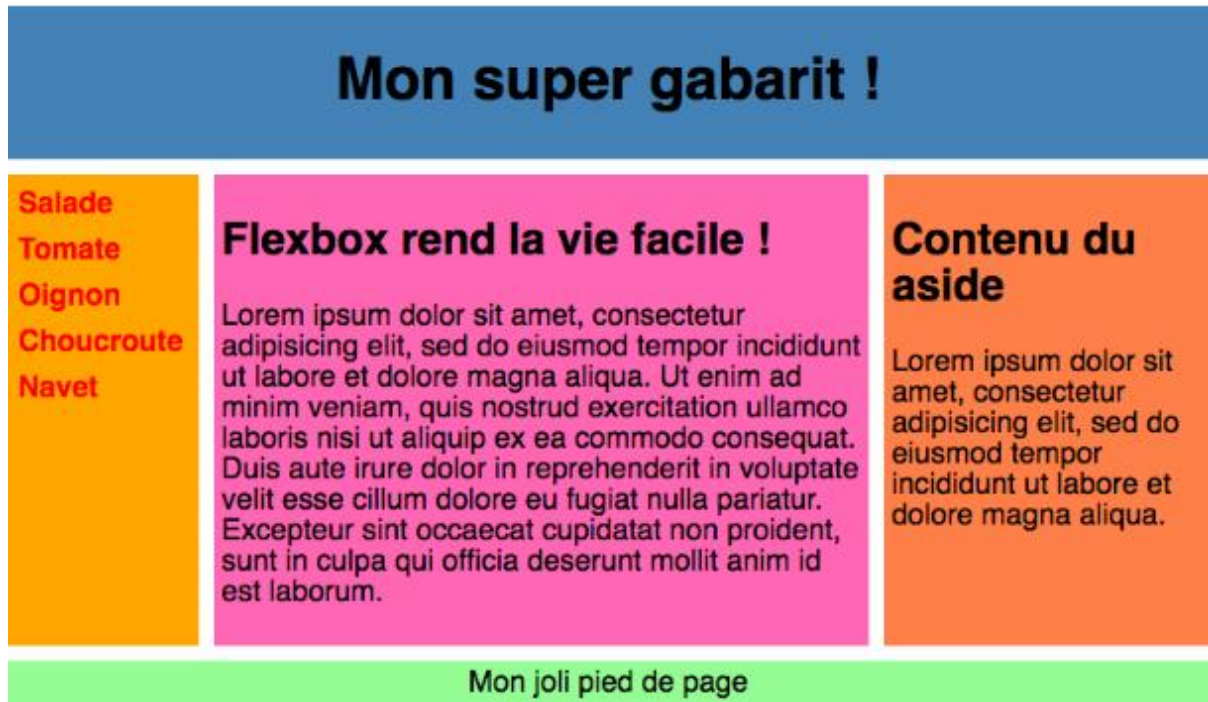 Mon super gabarit !
Salade
Tomate
Oignon
Choucroute
Navet
Flexbox rend la vie facile !
Lorem ipsum dolor sit amet, consectetur
adipisicing elit, sed do eiusmod tempor incididunt
ut labore et dolore magna aliqua. Ut enim ad
minim veniam, quis nostrud exercitation ullamco
laboris nisi ut aliquip ex ea commodo consequat.
Duis aute irure dolor in reprehenderit in voluptate
velit esse cillum dolore eu fugiat nulla pariatur.
Excepteur sint occaecat cupidatat non proident,
sunt in culpa qui officia deserunt mollit anim id
est laborum.
Contenu du
aside
Lorem ipsum dolor sit
amet, consectetur
adipisicing elit, sed do
eiusmod tempor
incididunt ut labore et
dolore magna aliqua.
Mon joli pied de page